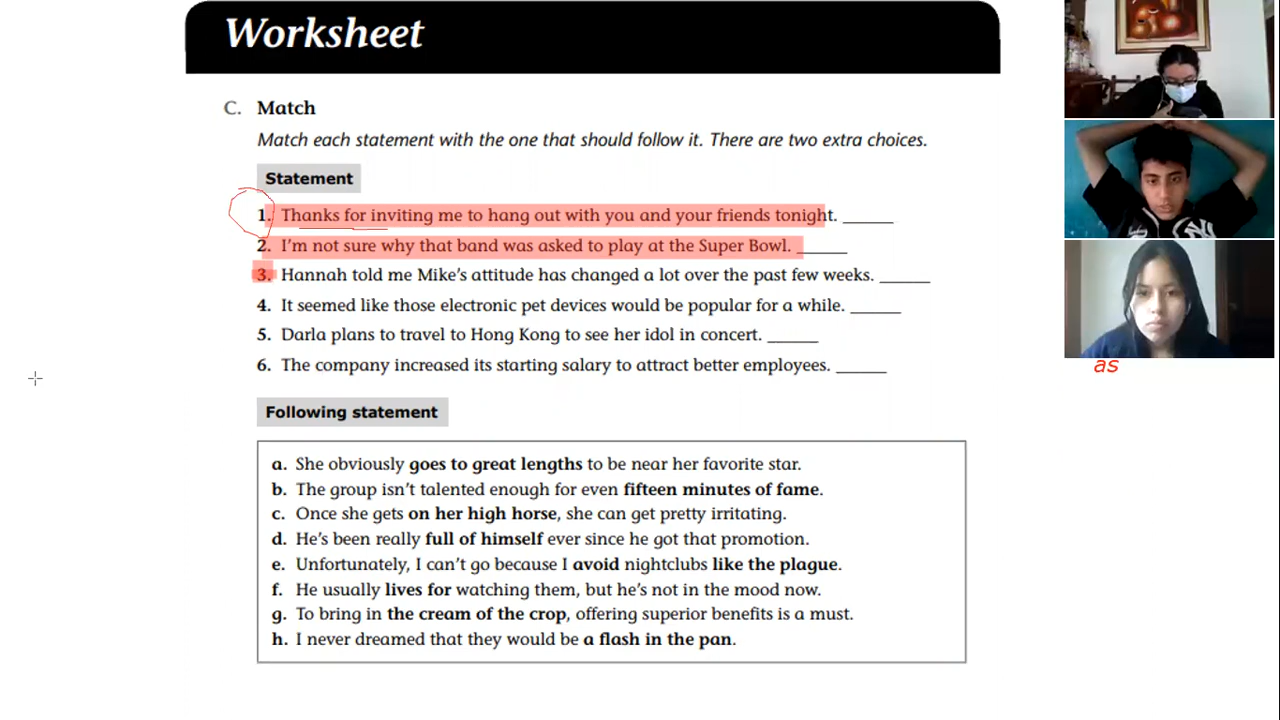 Worksheet
C. Match
Match each statement with the one that should follow it. There are two extra choices.
Statement
1. Thanks for inviting me to hang out with you and your friends tonight. _____
2. I'm not sure why that band was asked to play at the Super Bowl. _____
3. Hannah told me Mike's attitude has changed a lot over the past few weeks. _____
4. It seemed like those electronic pet devices would be popular for a while. _____
5. Darla plans to travel to Hong Kong to see her idol in concert. _____
6. The company increased its starting salary to attract better employees. _____
as
Following statement
a. She obviously goes to great lengths to be near her favorite star.
b. The group isn't talented enough for even fifteen minutes of fame.
c. Once she gets on her high horse, she can get pretty irritating.
d. He's been really full of himself ever since he got that promotion.
e. Unfortunately, I can't go because I avoid nightclubs like the plague.
f. He usually lives for watching them, but he's not in the mood now.
g. To bring in the cream of the crop, offering superior benefits is a must.
h. I never dreamed that they would be a flash in the pan.